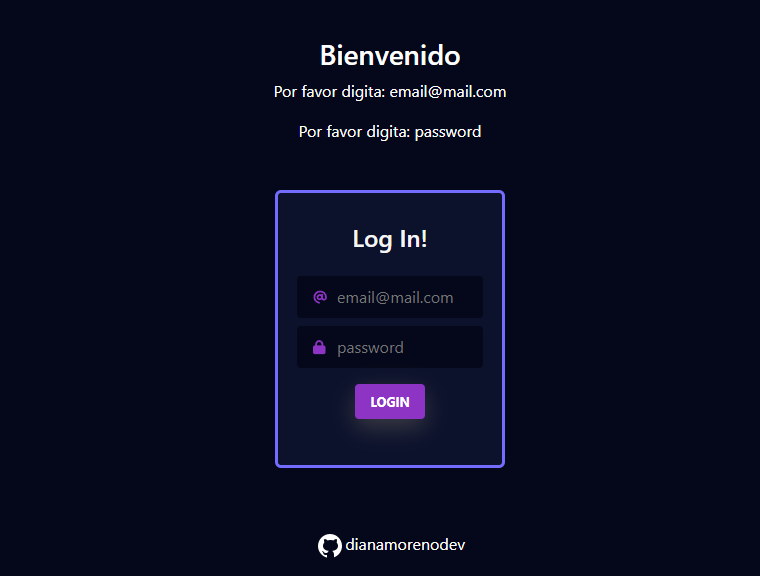 Bienvenido
Por favor digita: email@mail.com
Por favor digita: password
Log In!
@ email@mail.com
password
LOGIN
dianamorenodev